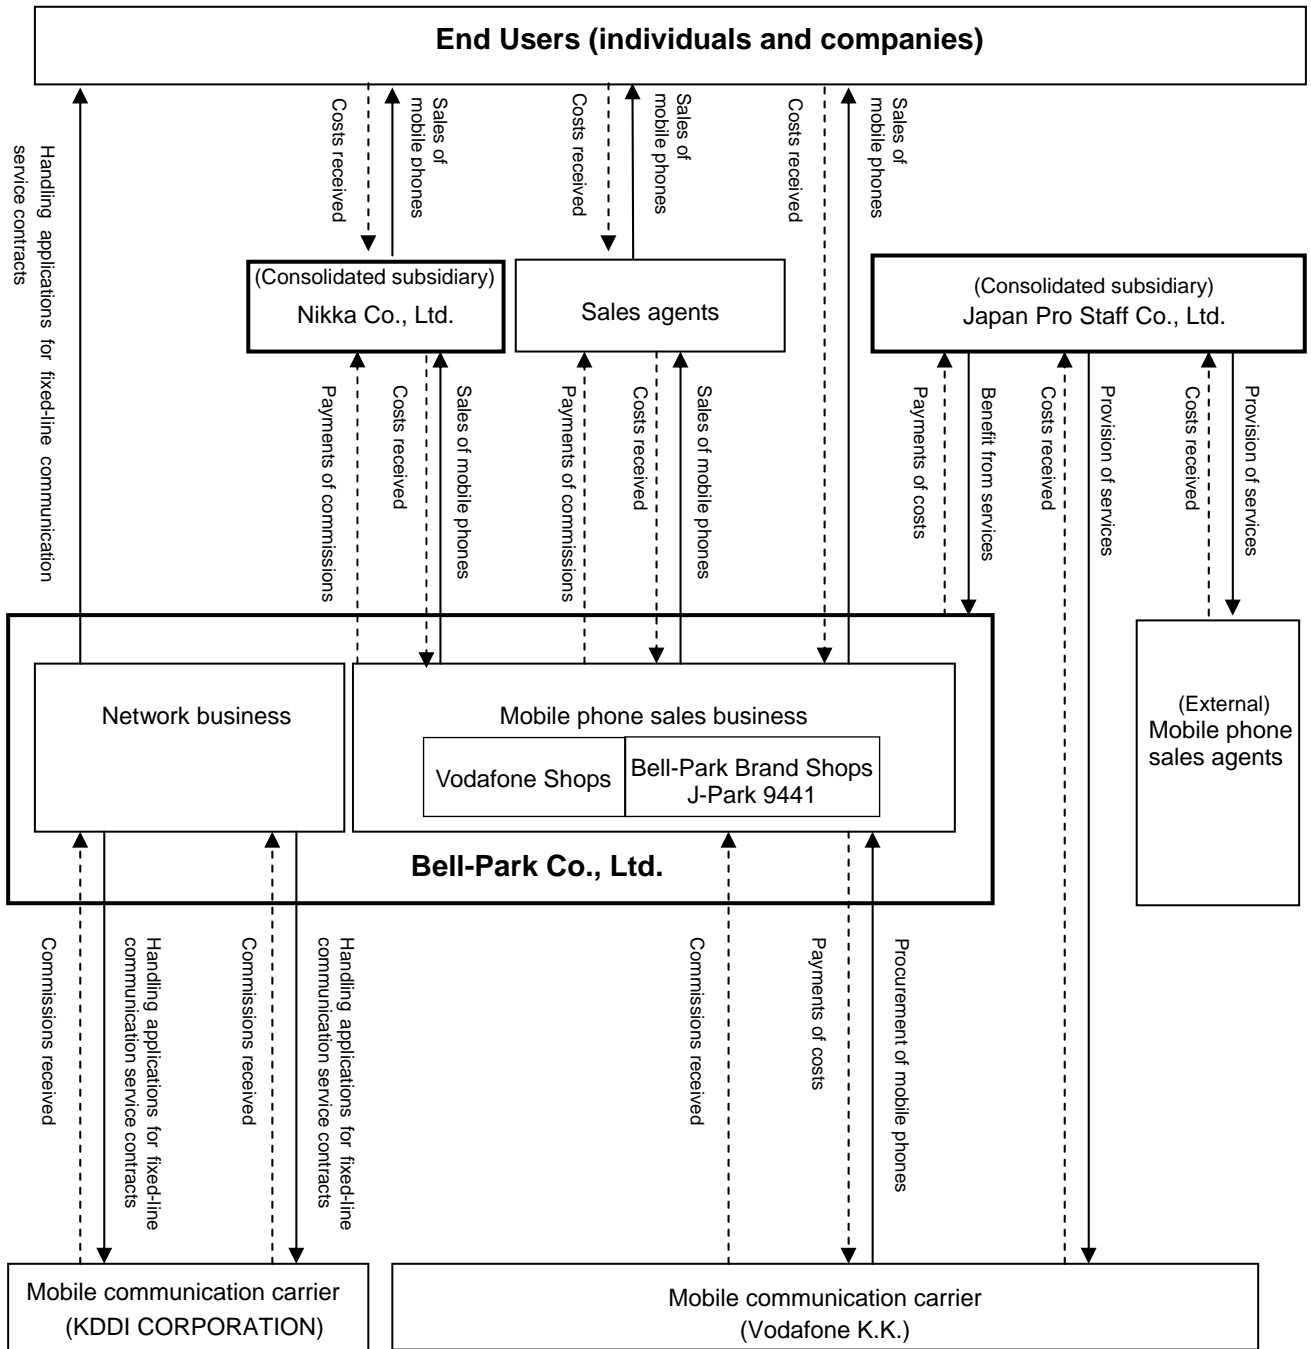 End Users (individuals and companies)
Handling applications for fixed-line communication
service contracts
Costs received
Sales of
mobile phones
Costs received
Sales of
mobile phones
Costs received
Sales of
mobile phones
(Consolidated subsidiary)
Nikka Co., Ltd.
Sales agents
(Consolidated subsidiary)
Japan Pro Staff Co., Ltd.
Payments of commissions
Costs received
Sales of mobile phones
Payments of commissions
Costs received
Sales of mobile phones
Payments of costs
Benefit from services
Costs received
Provision of services
Costs received
Provision of services
Network business
Mobile phone sales business
Vodafone Shops
Bell-Park Brand Shops
J-Park 9441
Bell-Park Co., Ltd.
(External)
Mobile phone
sales agents
Commissions received
Handling applications for fixed-line
communication service contracts
Commissions received
Handling applications for fixed-line
communication service contracts
Commissions received
Payments of costs
Procurement of mobile phones
Mobile communication carrier
(KDDI CORPORATION)
Mobile communication carrier
(Vodafone K.K.)